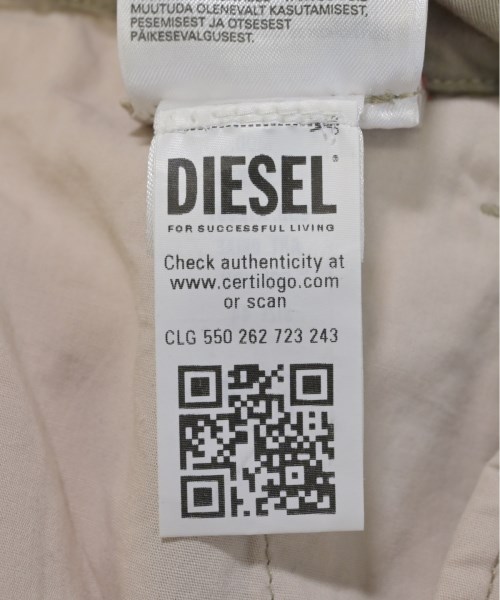 MUUTUDA OLENEVALT KASUTAMISEST,
PESEMISEST JA OTSESEST
PÄIKESEVALGUSEST.
DIESEL®
FOR SUCCESSFUL LIVING
Check authenticity at
www.certilogo.com
or scan
CLG 550 262 723 243